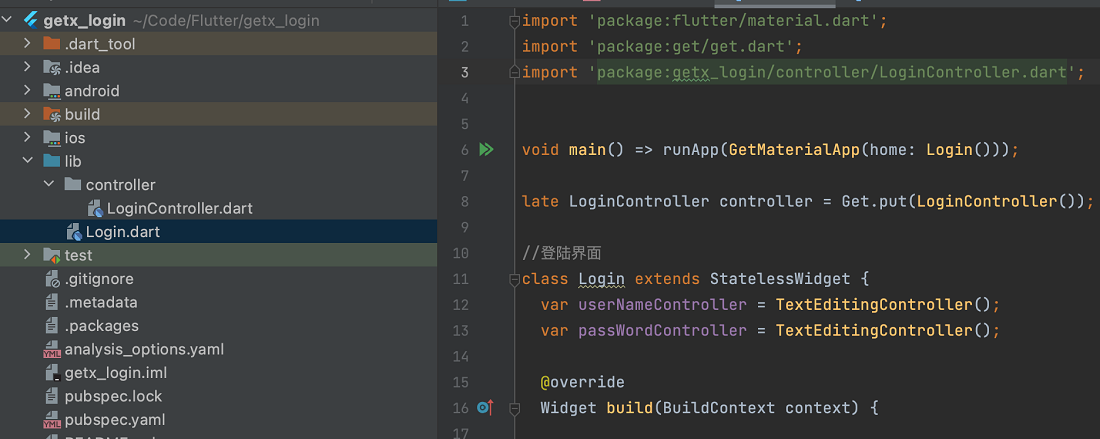 getx_login ~/Code/Flutter/getx_login
.dart_tool
.idea
android
build
ios
lib
controller
LoginController.dart
Login.dart
test
.gitignore
.metadata
.packages
analysis_options.yaml
getx_login.iml
pubspec.lock
pubspec.yaml
1 import 'package:flutter/material.dart';
2 import 'package:get/get.dart';
3 import 'package:getx_login/controller/LoginController.dart';
4
5
6 void main() => runApp(GetMaterialApp(home: Login()));
7
8 late LoginController controller = Get.put(LoginController());
9
10 //登陆界面
11 class Login extends StatelessWidget {
12 var userNameController = TextEditingController();
13 var passWordController = TextEditingController();
14
15 @override
16 Widget build(BuildContext context) {
17